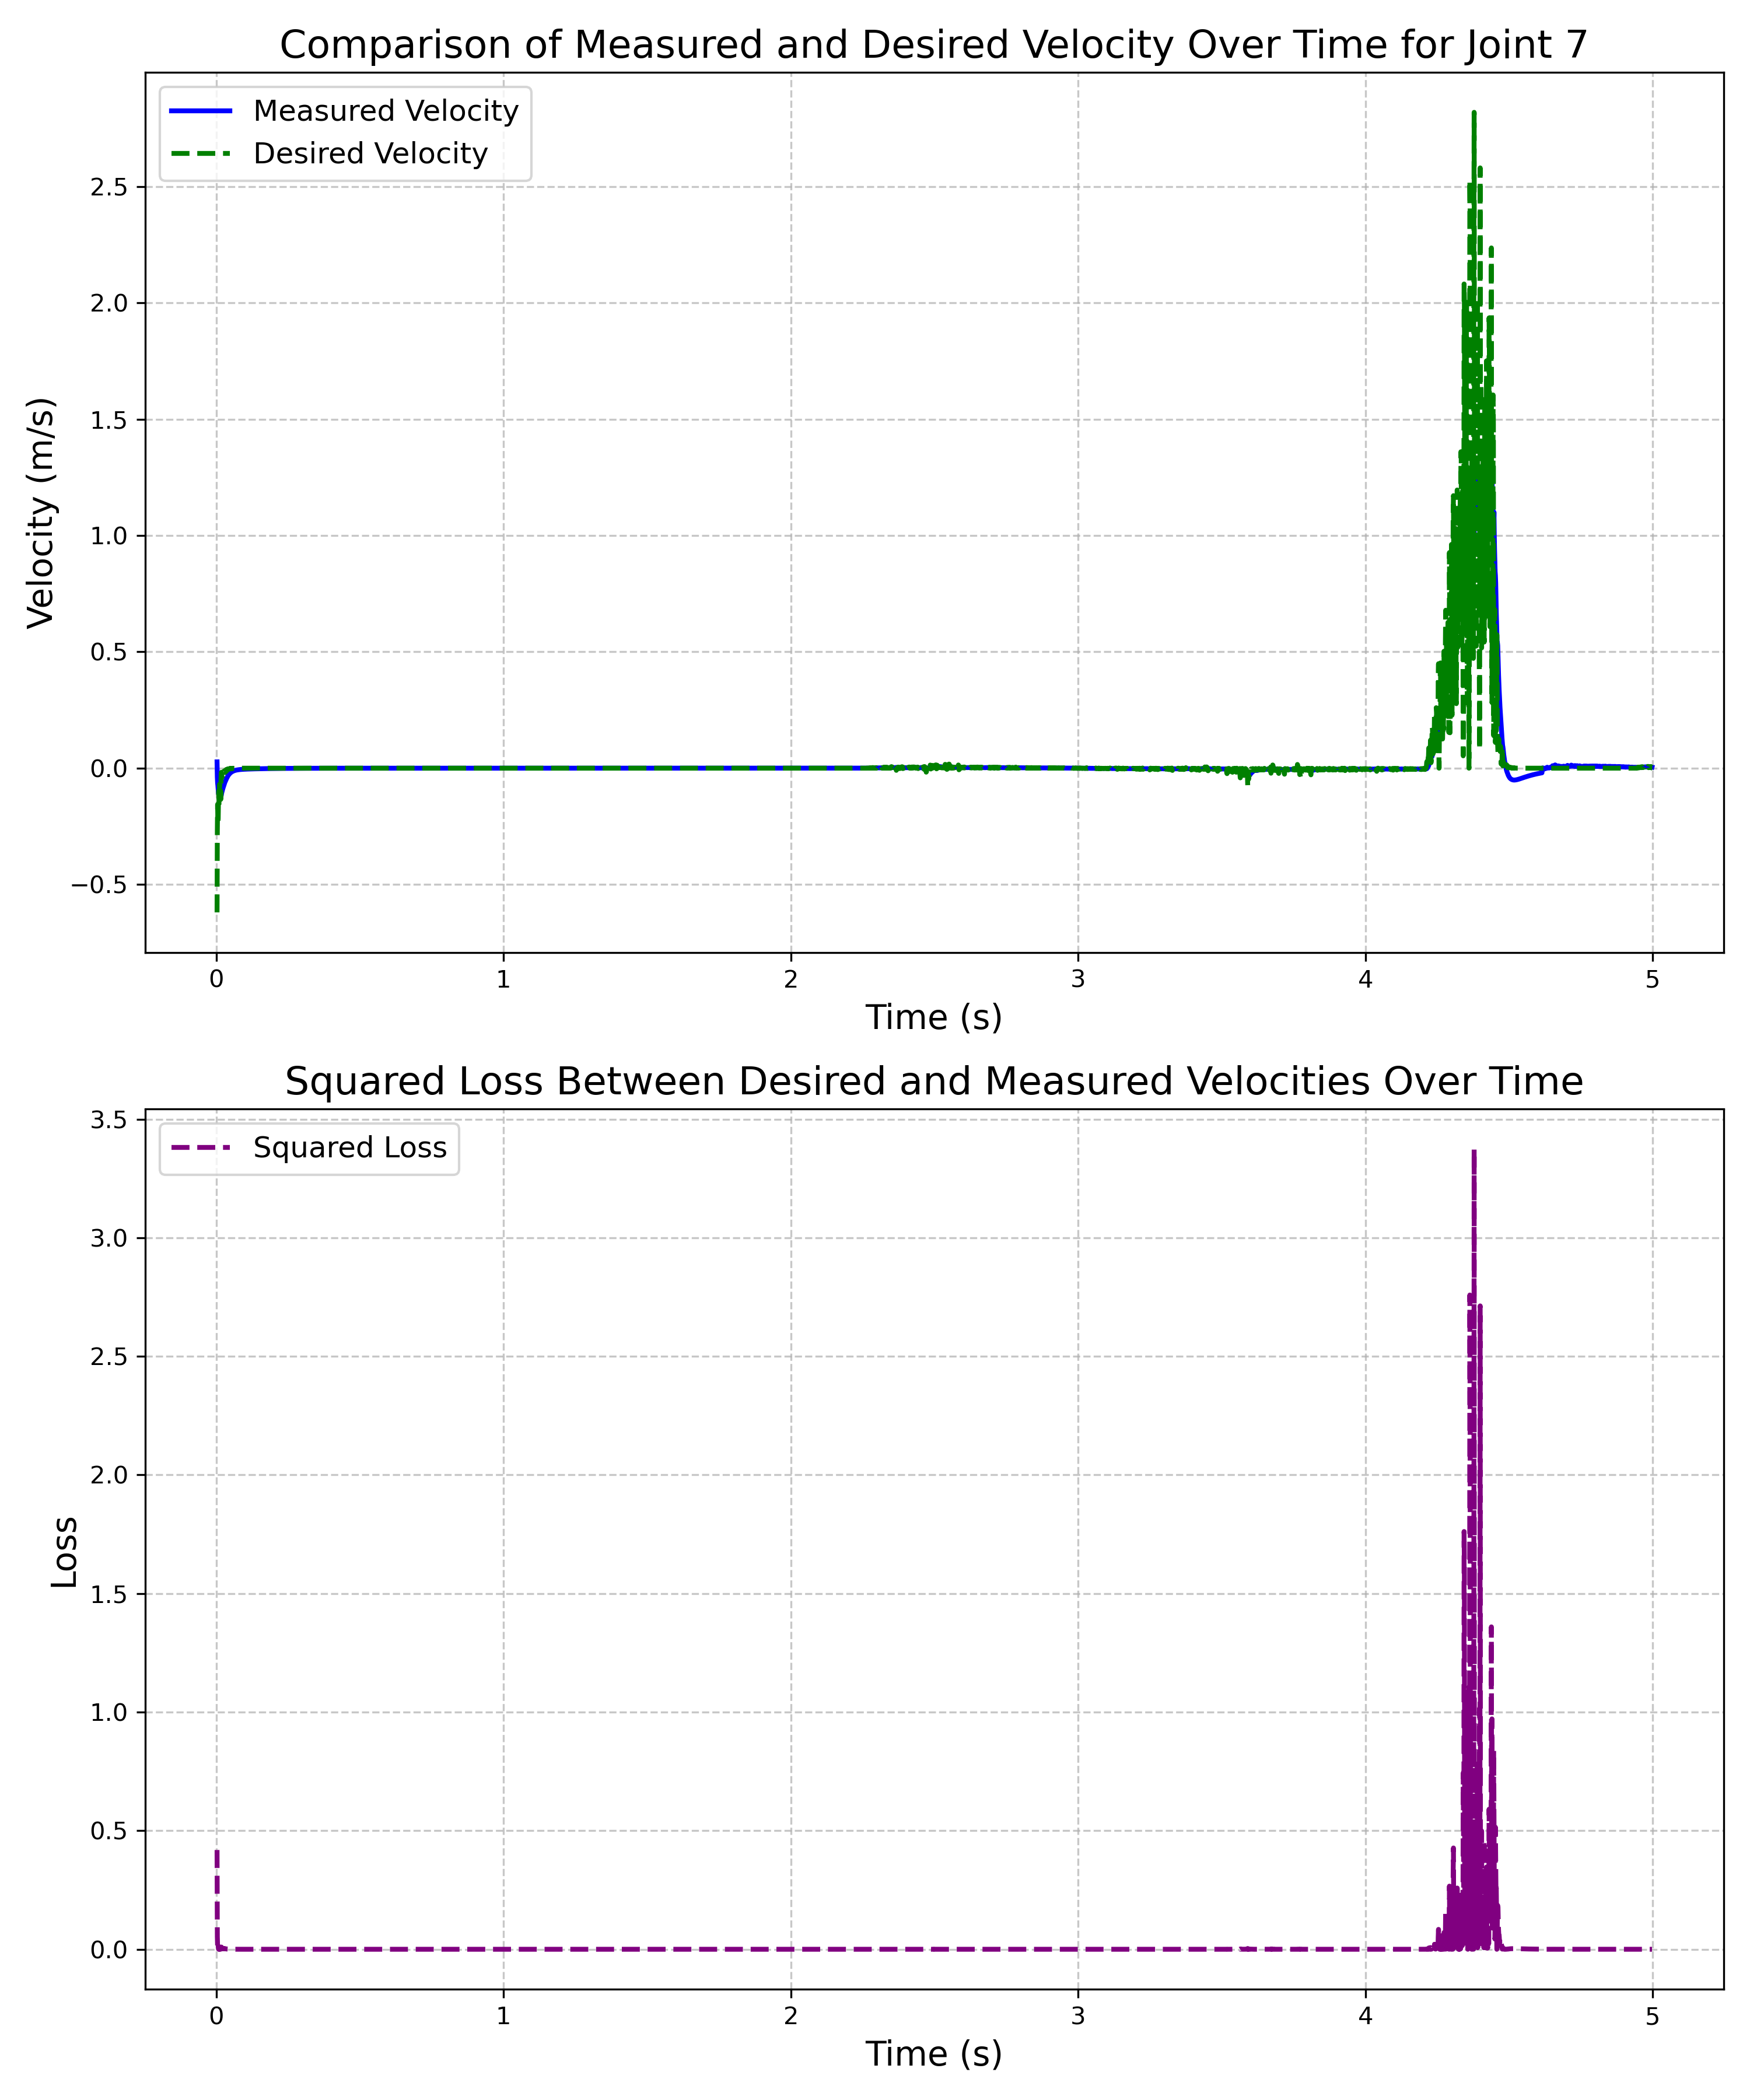 Comparison of Measured and Desired Velocity Over Time for Joint 7
Measured Velocity
Desired Velocity
Velocity (m/s)
2.5
2.0
1.5
1.0
0.5
0.0
−0.5
0 1 2 3 4 5
Time (s)
Squared Loss Between Desired and Measured Velocities Over Time
Squared Loss
Loss
3.5
3.0
2.5
2.0
1.5
1.0
0.5
0.0
0 1 2 3 4 5
Time (s)